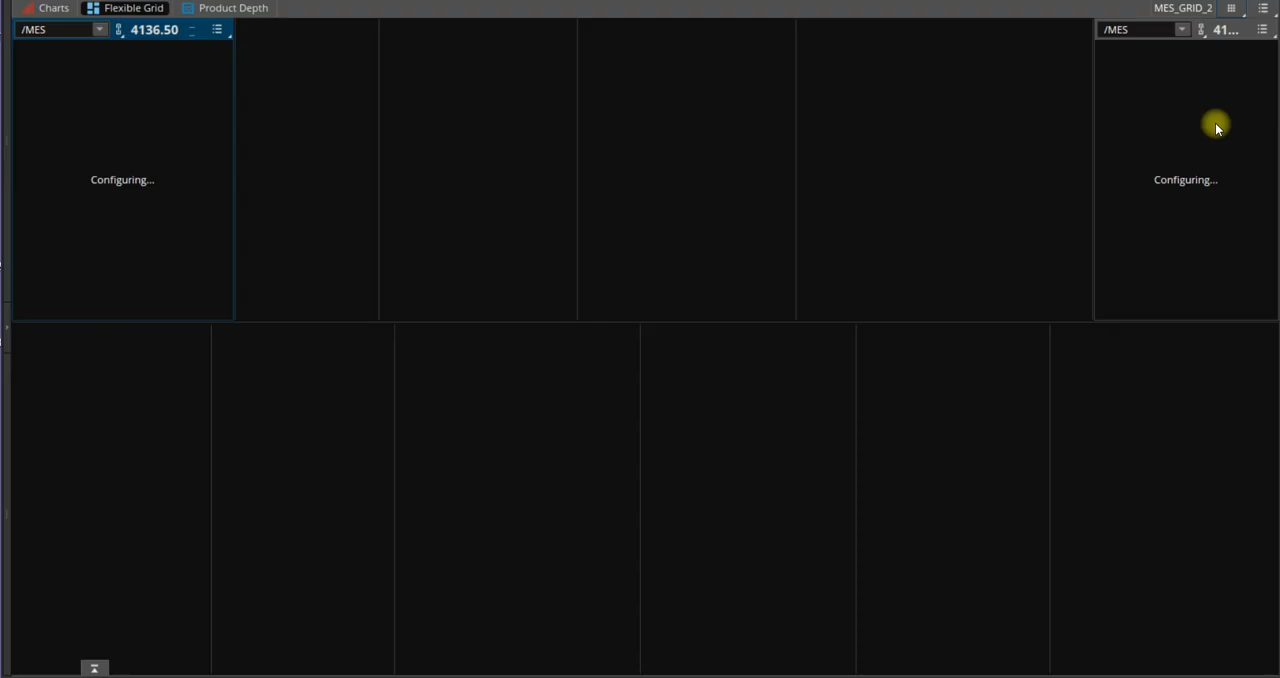 Charts Flexible Grid Product Depth MES_GRID_2
/MES 4136.50 /MES 41...
Configuring... Configuring...